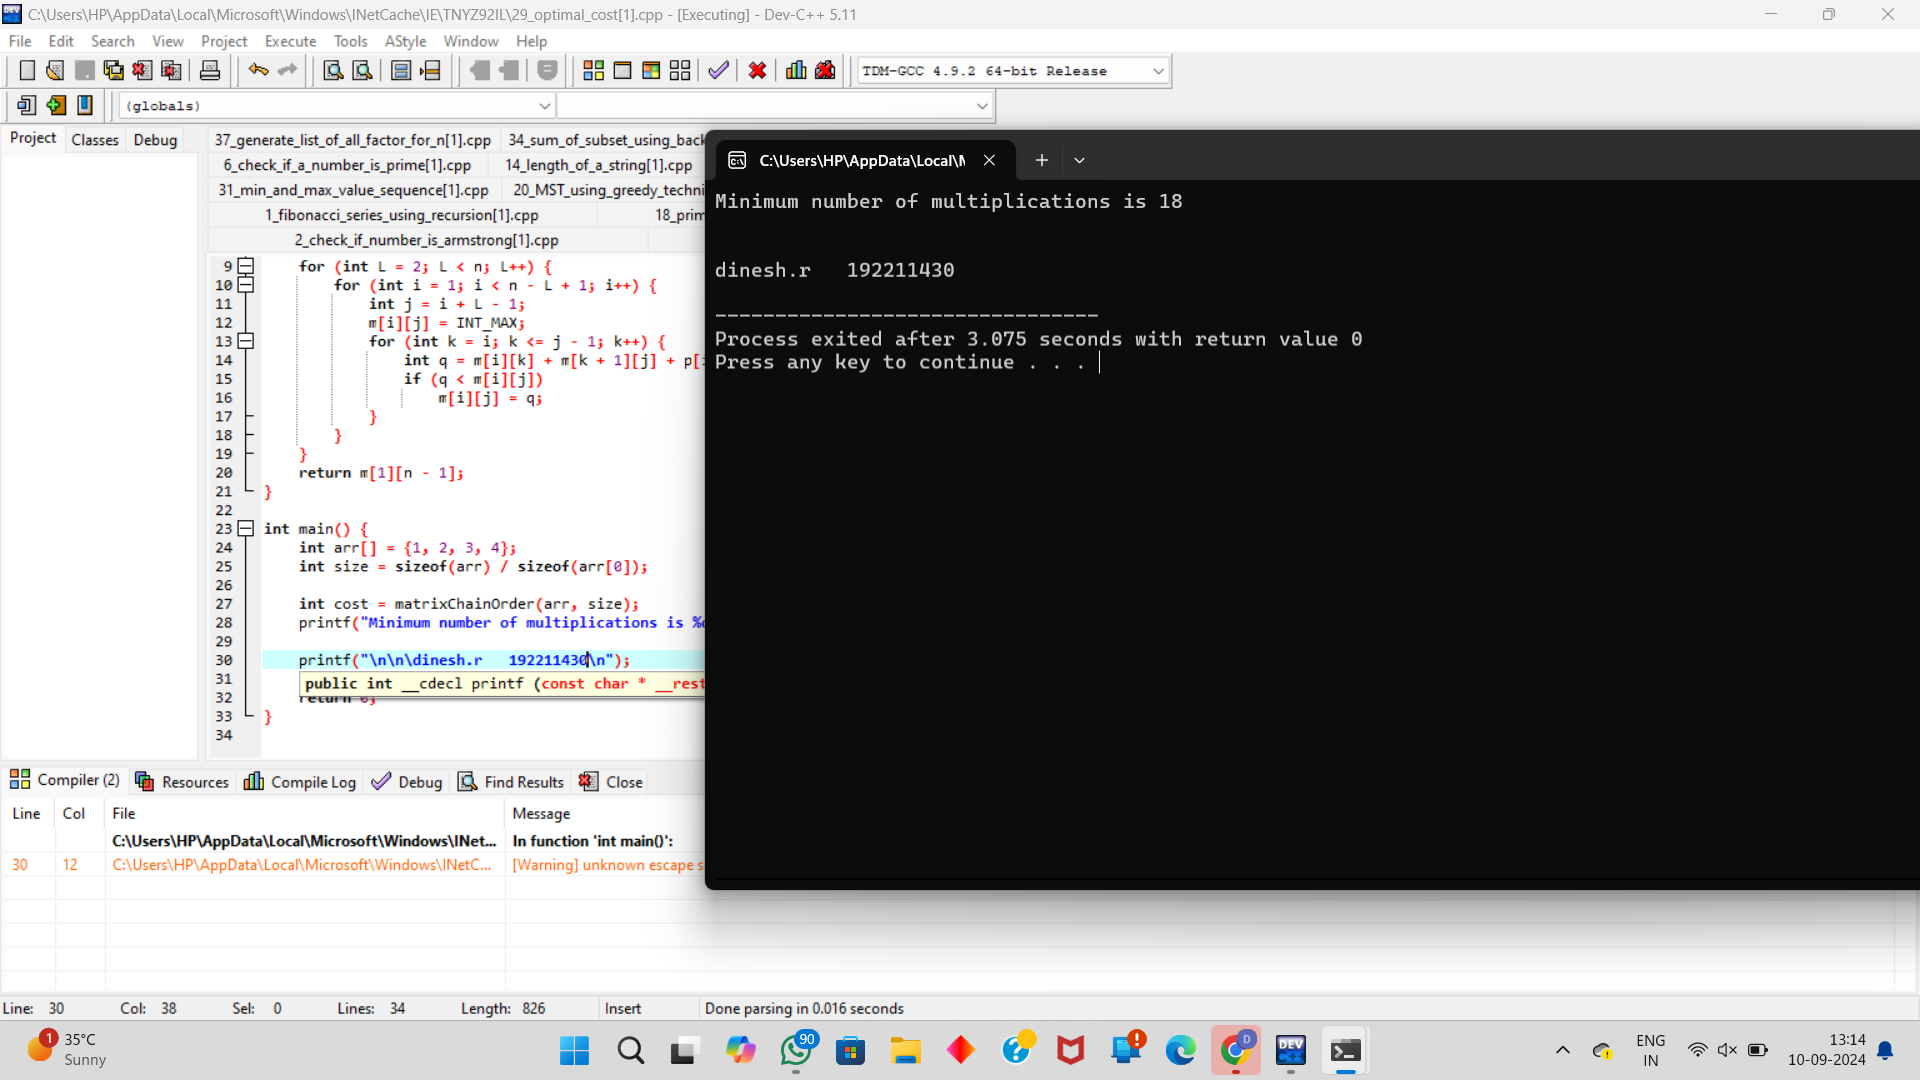 C:\Users\HP\AppData\Local\Microsoft\Windows\INetCache\IE\TNYZ92IL\29_optimal_cost[1].cpp - [Executing] - Dev-C++ 5.11
File Edit Search View Project Execute Tools AStyle Window Help
TDM-GCC 4.9.2 64-bit Release
(globals)
Project Classes Debug
37_generate_list_of_all_factor_for_n[1].cpp 34_sum_of_subset_using_back
6_check_if_a_number_is_prime[1].cpp 14_length_of_a_string[1].cpp
31_min_and_max_value_sequence[1].cpp 20_MST_using_greedy_techni
1_fibonacci_series_using_recursion[1].cpp 18_prim
2_check_if_number_is_armstrong[1].cpp
9 for (int L = 2; L < n; L++) {
10 for (int i = 1; i < n - L + 1; i++) {
11 int j = i + L - 1;
12 m[i][j] = INT_MAX;
13 for (int k = i; k <= j - 1; k++) {
14 int q = m[i][k] + m[k + 1][j] + p[i
15 if (q < m[i][j])
16 m[i][j] = q;
17 }
18 }
19 }
20 return m[1][n - 1];
21 }
22
23 int main() {
24 int arr[] = {1, 2, 3, 4};
25 int size = sizeof(arr) / sizeof(arr[0]);
26
27 int cost = matrixChainOrder(arr, size);
28 printf("Minimum number of multiplications is %d
29
30 printf("\n\n\dinesh.r   192211430\n");
31 public int __cdecl printf (const char * __rest
32 return 0;
33 }
34
C:\Users\HP\AppData\Local\M
Minimum number of multiplications is 18
dinesh.r   192211430
--------------------------------
Process exited after 3.075 seconds with return value 0
Press any key to continue . . .
Compiler (2) Resources Compile Log Debug Find Results Close
Line Col File Message
C:\Users\HP\AppData\Local\Microsoft\Windows\INet... In function 'int main()':
30 12 C:\Users\HP\AppData\Local\Microsoft\Windows\INetC... [Warning] unknown escape s
Line: 30 Col: 38 Sel: 0 Lines: 34 Length: 826 Insert Done parsing in 0.016 seconds
1 35°C
Sunny
90
D
DEV C++
ENG
IN
13:14
10-09-2024